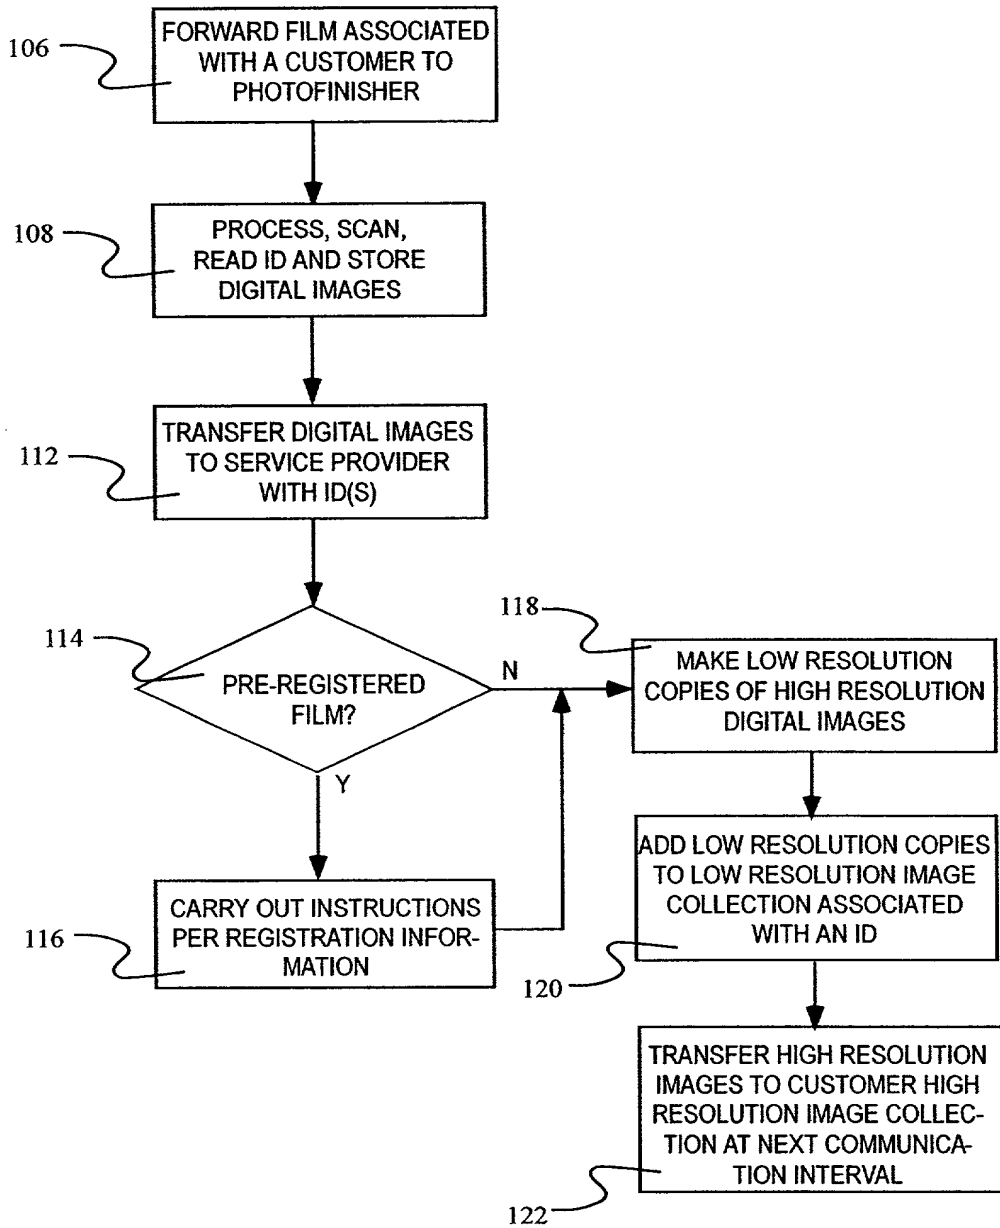 106
FORWARD FILM ASSOCIATED
WITH A CUSTOMER TO
PHOTOFINISHER
108
PROCESS, SCAN,
READ ID AND STORE
DIGITAL IMAGES
112
TRANSFER DIGITAL IMAGES
TO SERVICE PROVIDER
WITH ID(S)
114
PRE-REGISTERED
FILM?
N
Y
116
CARRY OUT INSTRUCTIONS
PER REGISTRATION INFOR-
MATION
118
MAKE LOW RESOLUTION
COPIES OF HIGH RESOLUTION
DIGITAL IMAGES
ADD LOW RESOLUTION COPIES
TO LOW RESOLUTION IMAGE
COLLECTION ASSOCIATED
WITH AN ID
120
TRANSFER HIGH RESOLUTION
IMAGES TO CUSTOMER HIGH
RESOLUTION IMAGE COLLEC-
TION AT NEXT COMMUNICA-
TION INTERVAL
122